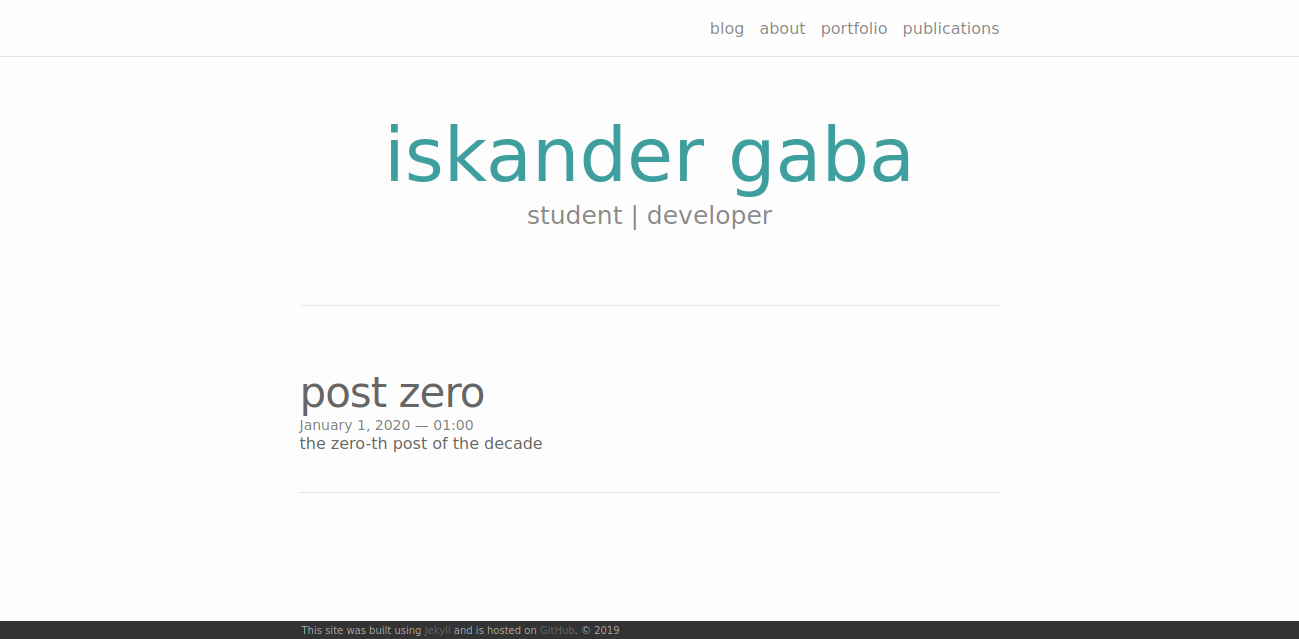 blog about portfolio publications
iskander gaba
student | developer
post zero
January 1, 2020 — 01:00
the zero-th post of the decade
This site was built using Jekyll and is hosted on GitHub. © 2019